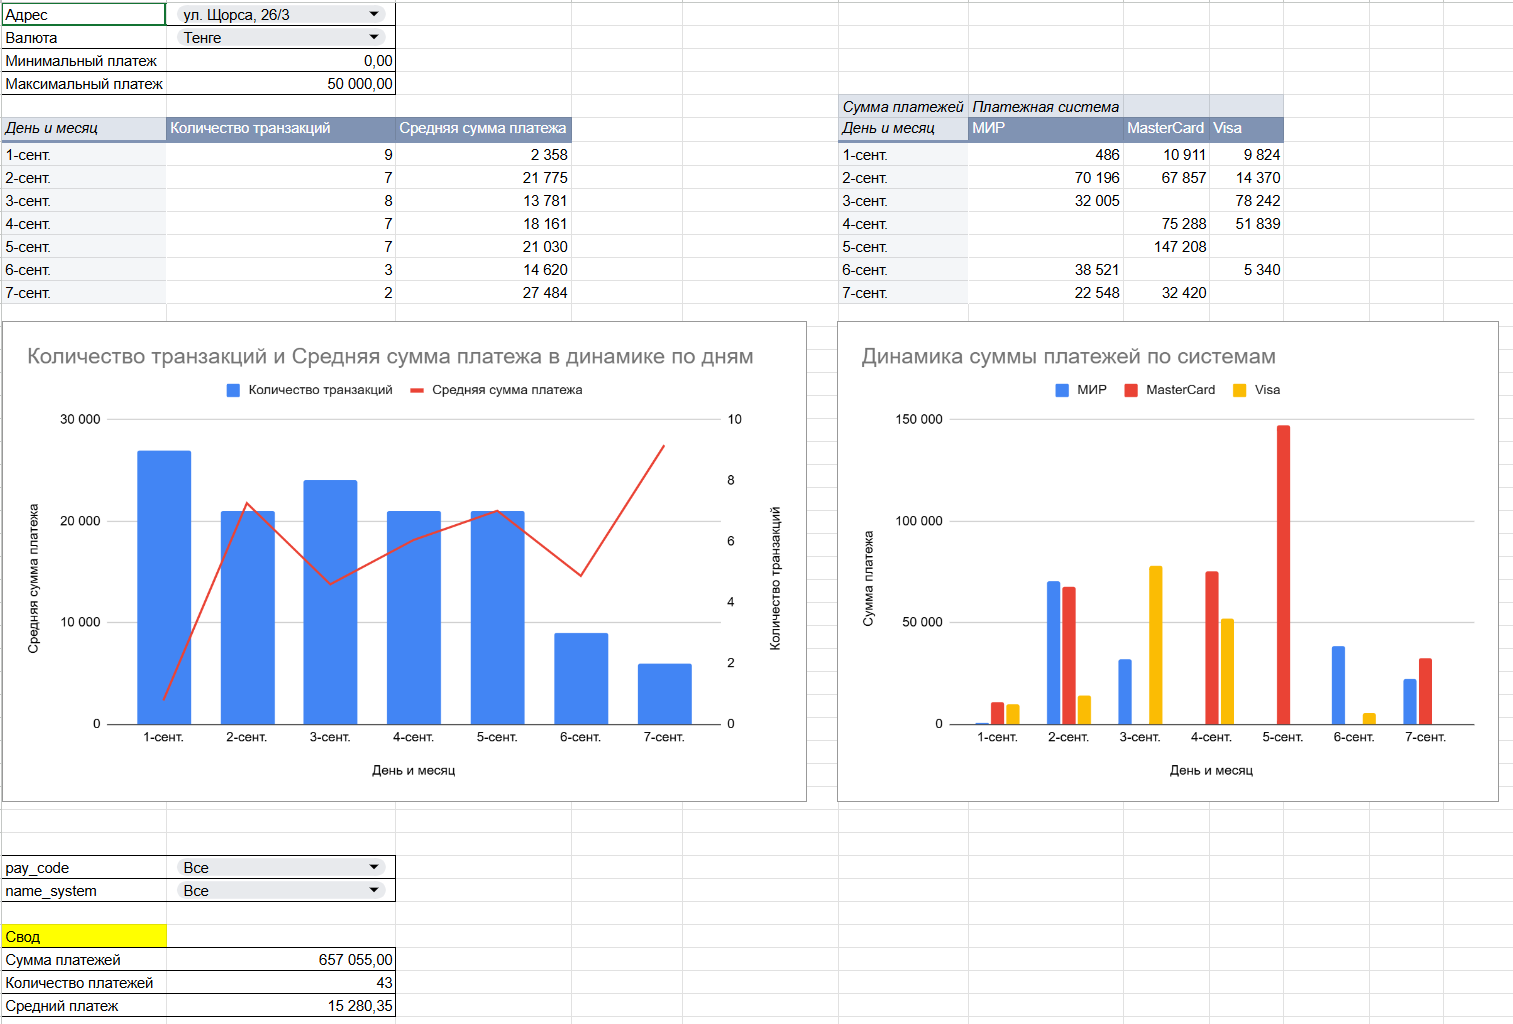 Адрес ул. Щорса, 26/3
Валюта Тенге
Минимальный платеж 0,00
Максимальный платеж 50 000,00
День и месяц Количество транзакций Средняя сумма платежа
1-сент. 9 2 358
2-сент. 7 21 775
3-сент. 8 13 781
4-сент. 7 18 161
5-сент. 7 21 030
6-сент. 3 14 620
7-сент. 2 27 484
Сумма платежей Платежная система
День и месяц МИР MasterCard Visa
1-сент. 486 10 911 9 824
2-сент. 70 196 67 857 14 370
3-сент. 32 005 78 242
4-сент. 75 288 51 839
5-сент. 147 208
6-сент. 38 521 5 340
7-сент. 22 548 32 420
Количество транзакций и Средняя сумма платежа в динамике по дням
Количество транзакций Средняя сумма платежа
Средняя сумма платежа
30 000
20 000
10 000
0
10
8
6
4
2
0
Количество транзакций
1-сент. 2-сент. 3-сент. 4-сент. 5-сент. 6-сент. 7-сент.
День и месяц
Динамика суммы платежей по системам
МИР MasterCard Visa
Сумма платежа
150 000
100 000
50 000
0
1-сент. 2-сент. 3-сент. 4-сент. 5-сент. 6-сент. 7-сент.
День и месяц
pay_code Все
name_system Все
Свод
Сумма платежей 657 055,00
Количество платежей 43
Средний платеж 15 280,35